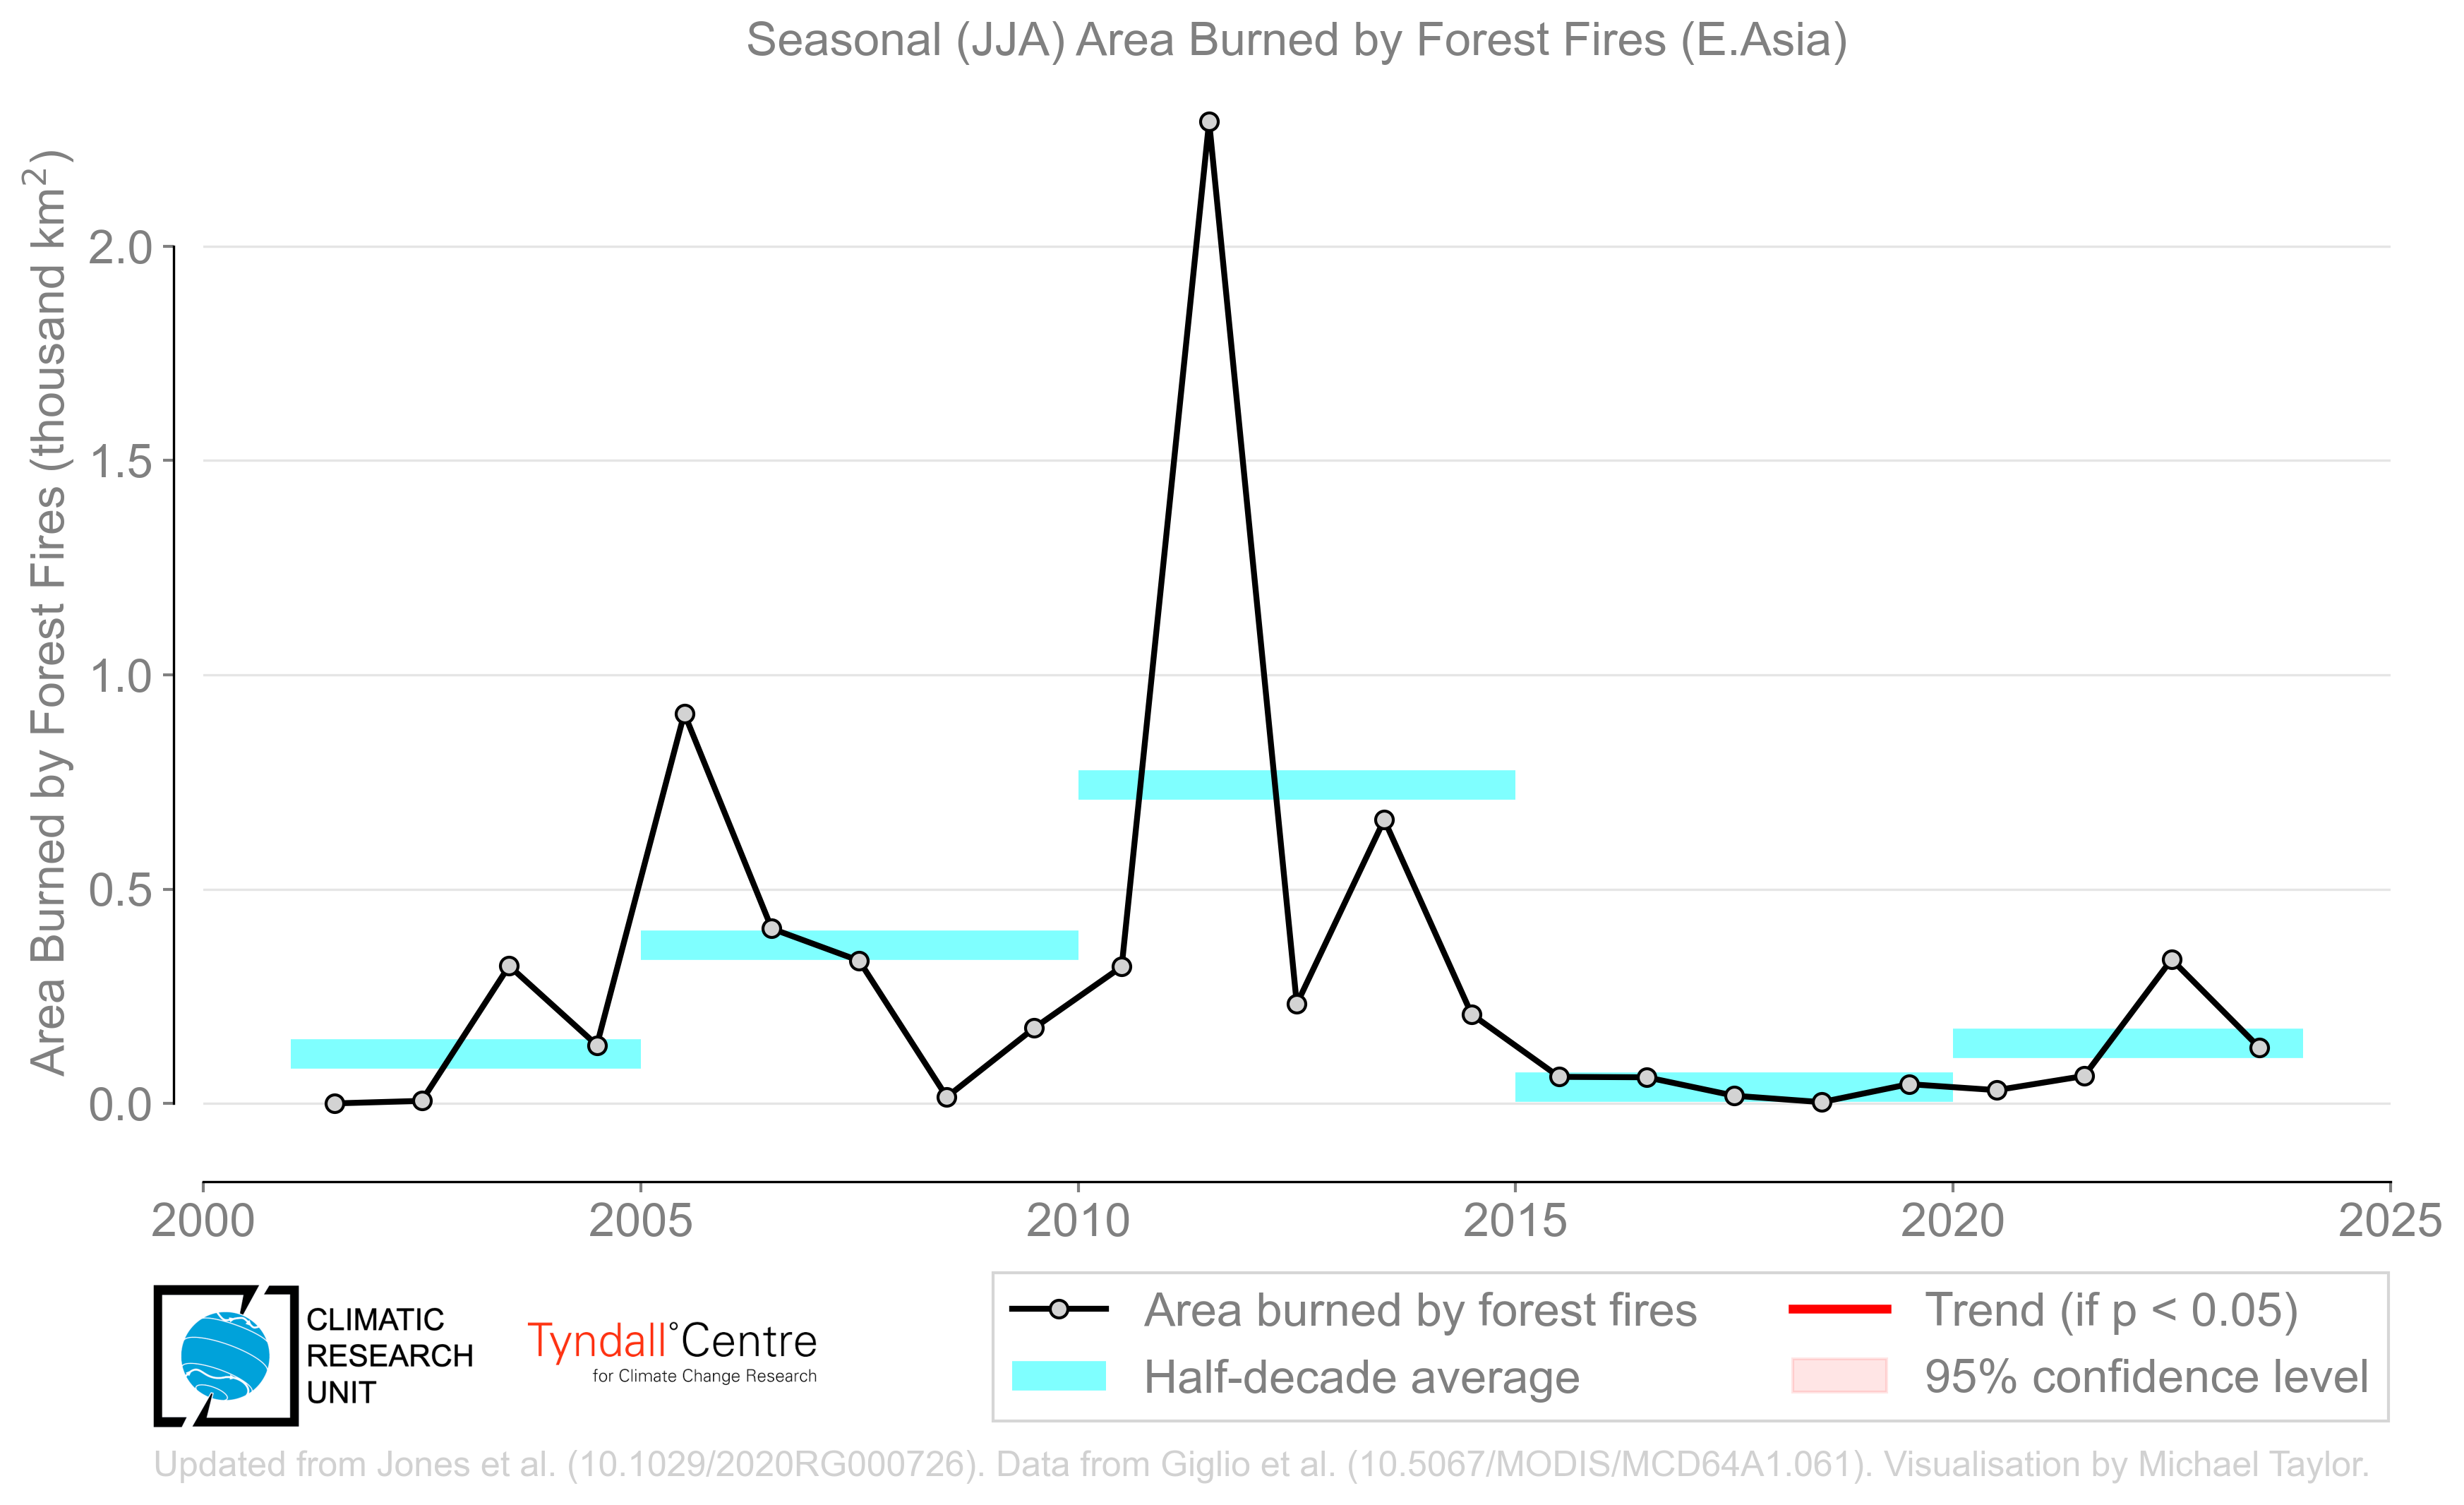 Seasonal (JJA) Area Burned by Forest Fires (E.Asia)
Area Burned by Forest Fires (thousand km²)
2.0
1.5
1.0
0.5
0.0
2000
2005
2010
2015
2020
2025
CLIMATIC
RESEARCH
UNIT
Tyndall°Centre
for Climate Change Research
Area burned by forest fires
Half-decade average
Trend (if p < 0.05)
95% confidence level
Updated from Jones et al. (10.1029/2020RG000726). Data from Giglio et al. (10.5067/MODIS/MCD64A1.061). Visualisation by Michael Taylor.